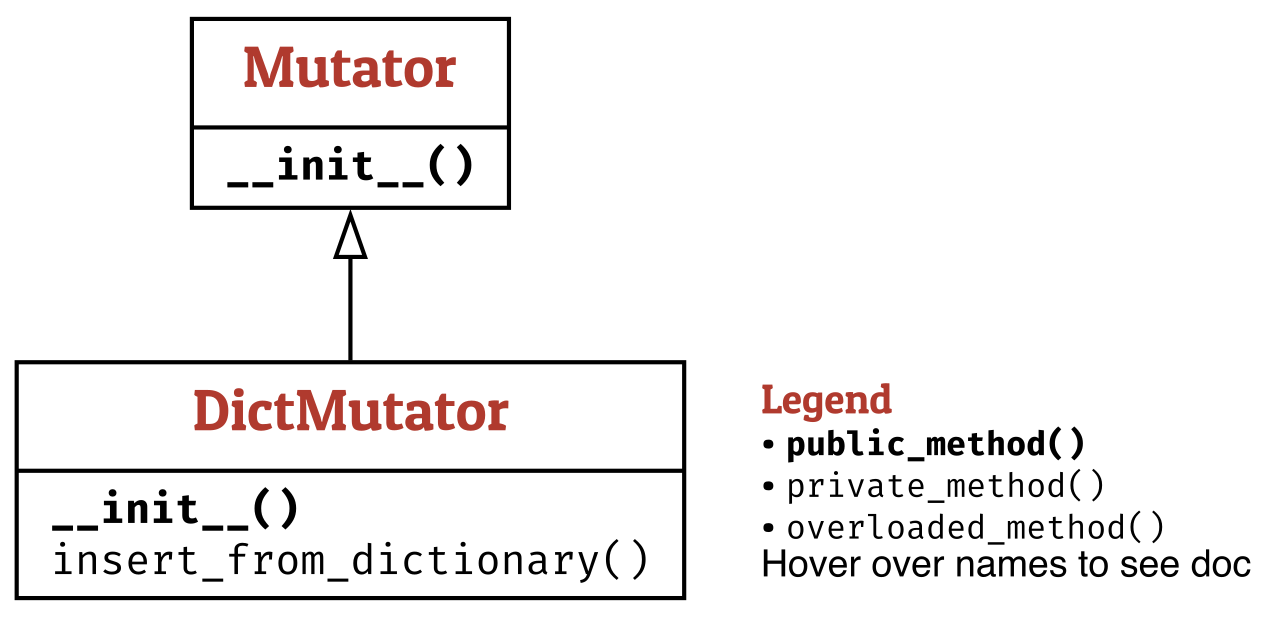 Mutator
__init__()
DictMutator
__init__()
insert_from_dictionary()
Legend
• public_method()
• private_method()
• overloaded_method()
Hover over names to see doc